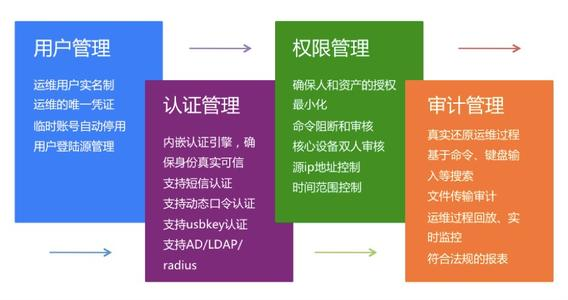 用户管理
运维用户实名制
运维的唯一凭证
临时账号自动停用
用户登陆源管理
认证管理
内嵌认证引擎，确
保身份真实可信
支持短信认证
支持动态口令认证
支持usbkey认证
支持AD/LDAP/
radius
权限管理
确保人和资产的授权
最小化
命令阻断和审核
核心设备双人审核
源ip地址控制
时间范围控制
审计管理
真实还原运维过程
基于命令、键盘输
入等搜索
文件传输审计
运维过程回放、实
时监控
符合法规的报表